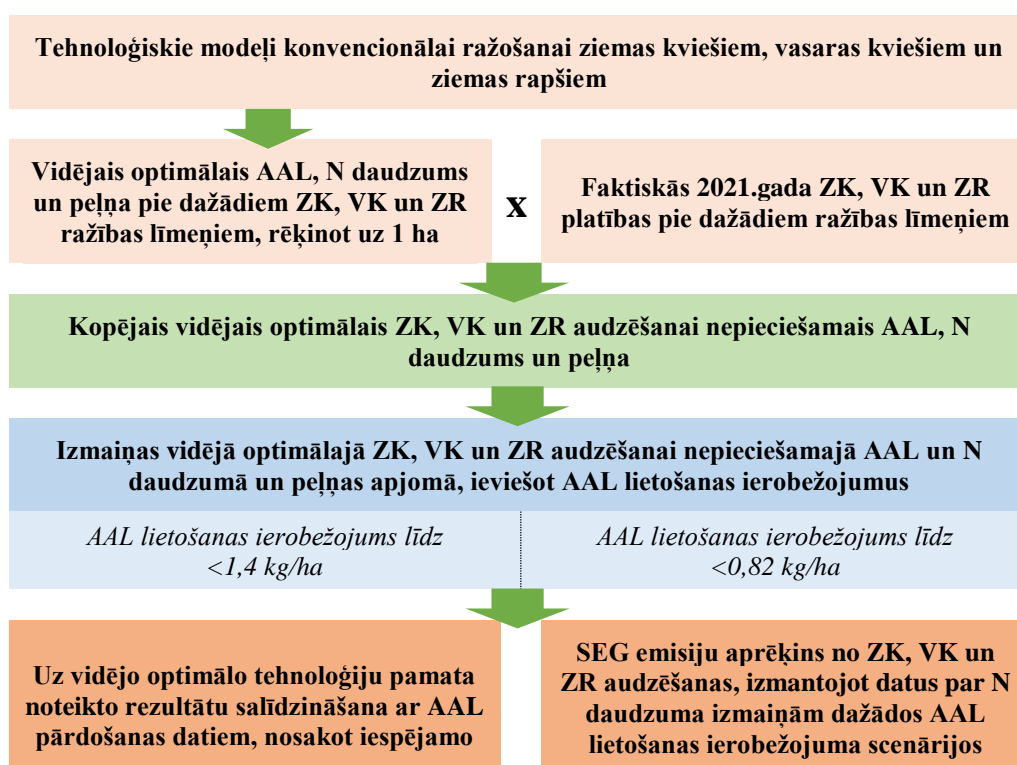 Tehnoloģiskie modeļi konvencionālai ražošanai ziemas kviešiem, vasaras kviešiem un
ziemas rapšiem
Vidējais optimālais AAL, N daudzums
un peļņa pie dažādiem ZK, VK un ZR
ražības līmeņiem, rēķinot uz 1 ha
x
Faktiskās 2021.gada ZK, VK un ZR
platības pie dažādiem ražības līmeņiem
Kopējais vidējais optimālais ZK, VK un ZR audzēšanai nepieciešamais AAL, N
daudzums un peļņa
Izmaiņas vidējā optimālajā ZK, VK un ZR audzēšanai nepieciešamajā AAL un N
daudzumā un peļņas apjomā, ieviešot AAL lietošanas ierobežojumus
AAL lietošanas ierobežojums līdz
<1,4 kg/ha
AAL lietošanas ierobežojums līdz
<0,82 kg/ha
Uz vidējo optimālo tehnoloģiju pamata
noteikto rezultātu salīdzināšana ar AAL
pārdošanas datiem, nosakot iespējamo
SEG emisiju aprēķins no ZK, VK un
ZR audzēšanas, izmantojot datus par N
daudzuma izmaiņām dažādos AAL
lietošanas ierobežojuma scenārijos